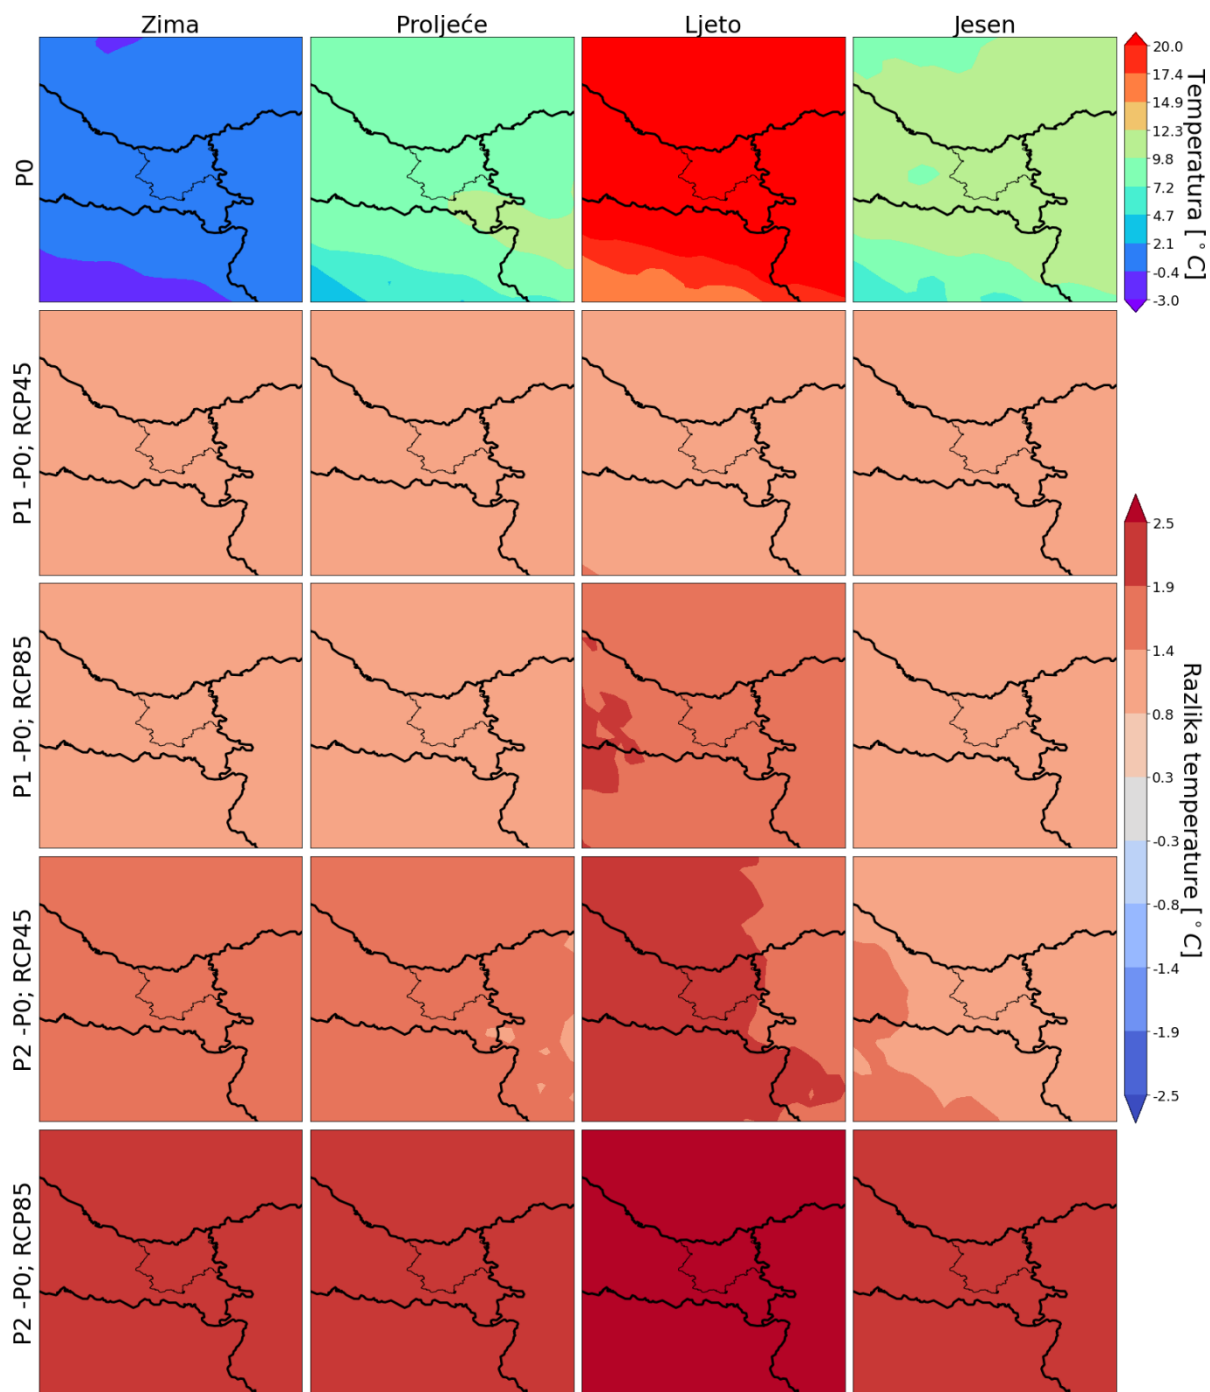 Zima Proljeće Ljeto Jesen
P0
20.0
17.4
14.9
12.3
9.8
7.2
4.7
2.1
-0.4
-3.0
Temperatura [°C]
P1 -P0; RCP45
P1 -P0; RCP85
P2 -P0; RCP45
P2 -P0; RCP85
2.5
1.9
1.4
0.8
0.3
-0.3
-0.8
-1.4
-1.9
-2.5
Razlika temperature [°C]